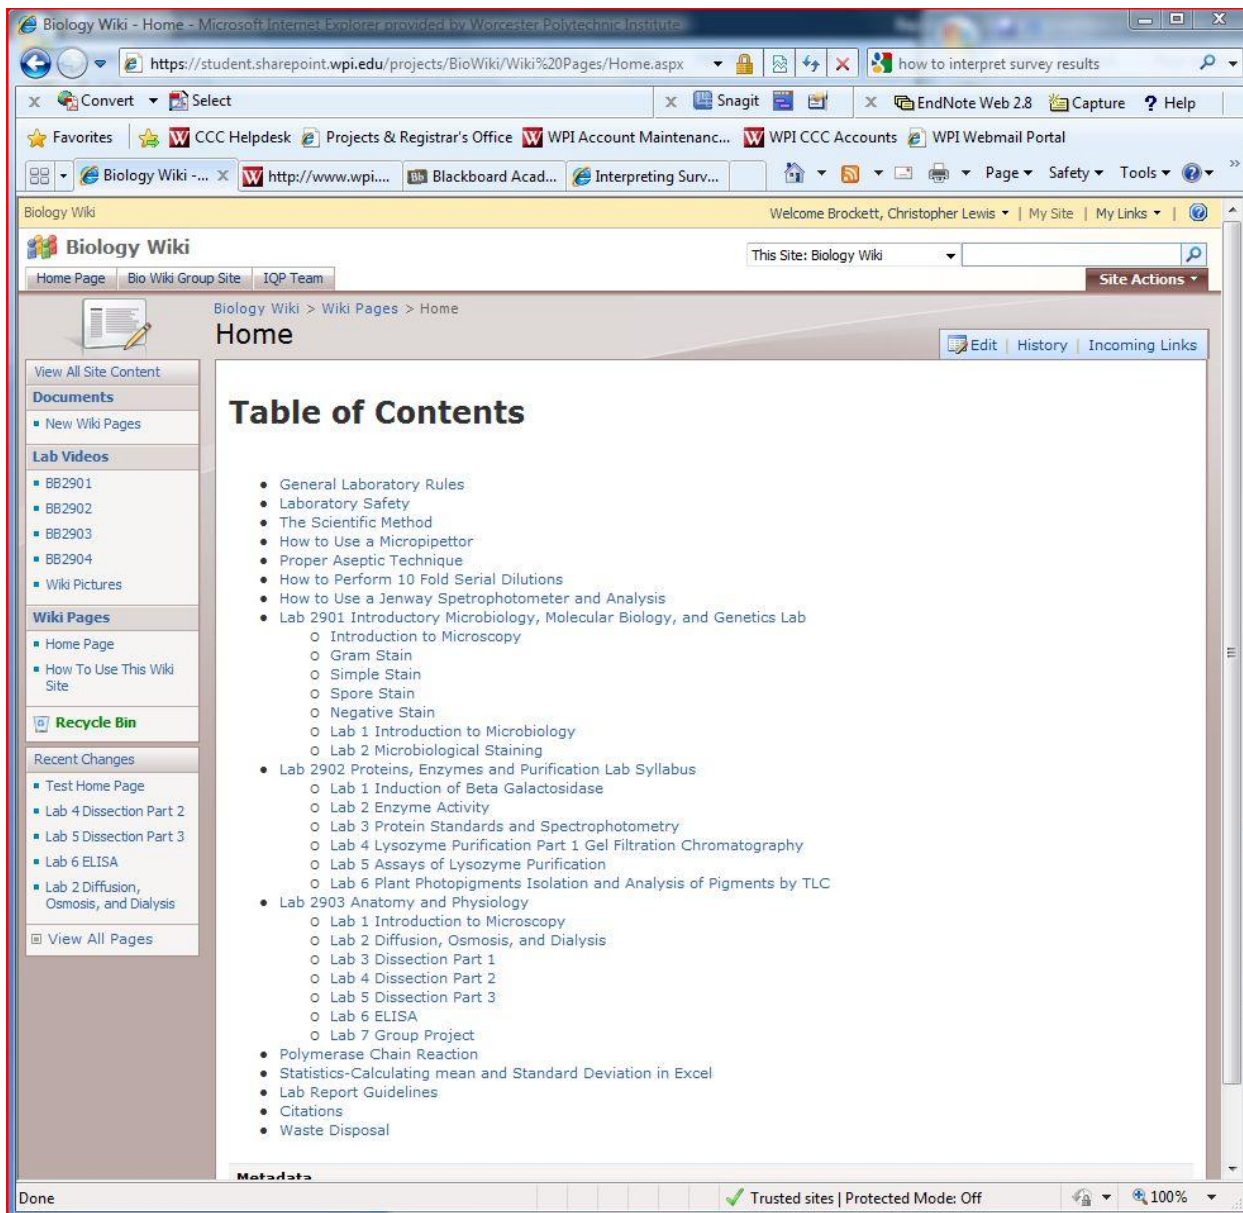 Biology Wiki - Home - Microsoft Internet Explorer provided by Worcester Polytechnic Institute
https://student.sharepoint.wpi.edu/projects/BioWiki/Wiki%20Pages/Home.aspx how to interpret survey results
x Convert Select x Snagit x EndNote Web 2.8 Capture ? Help
Favorites CCC Helpdesk Projects & Registrar's Office WPI Account Maintenanc... WPI CCC Accounts WPI Webmail Portal
Biology Wiki -... X http://www.wpi.... Bb Blackboard Acad... Interpreting Surv... Page Safety Tools
Biology Wiki Welcome Brockett, Christopher Lewis | My Site | My Links |
Biology Wiki
This Site: Biology Wiki
Home Page Bio Wiki Group Site IQP Team Site Actions
Biology Wiki > Wiki Pages > Home
Home
Edit | History | Incoming Links
View All Site Content
Documents
New Wiki Pages
Lab Videos
BB2901
BB2902
BB2903
BB2904
Wiki Pictures
Wiki Pages
Home Page
How To Use This Wiki
Site
Recycle Bin
Recent Changes
Test Home Page
Lab 4 Dissection Part 2
Lab 5 Dissection Part 3
Lab 6 ELISA
Lab 2 Diffusion,
Osmosis, and Dialysis
View All Pages
Table of Contents
General Laboratory Rules
Laboratory Safety
The Scientific Method
How to Use a Micropipettor
Proper Aseptic Technique
How to Perform 10 Fold Serial Dilutions
How to Use a Jenway Spetrophotometer and Analysis
Lab 2901 Introductory Microbiology, Molecular Biology, and Genetics Lab
Introduction to Microscopy
Gram Stain
Simple Stain
Spore Stain
Negative Stain
Lab 1 Introduction to Microbiology
Lab 2 Microbiological Staining
Lab 2902 Proteins, Enzymes and Purification Lab Syllabus
Lab 1 Induction of Beta Galactosidase
Lab 2 Enzyme Activity
Lab 3 Protein Standards and Spectrophotometry
Lab 4 Lysozyme Purification Part 1 Gel Filtration Chromatography
Lab 5 Assays of Lysozyme Purification
Lab 6 Plant Photopigments Isolation and Analysis of Pigments by TLC
Lab 2903 Anatomy and Physiology
Lab 1 Introduction to Microscopy
Lab 2 Diffusion, Osmosis, and Dialysis
Lab 3 Dissection Part 1
Lab 4 Dissection Part 2
Lab 5 Dissection Part 3
Lab 6 ELISA
Lab 7 Group Project
Polymerase Chain Reaction
Statistics-Calculating mean and Standard Deviation in Excel
Lab Report Guidelines
Citations
Waste Disposal
Metadata
Done Trusted sites | Protected Mode: Off 100%